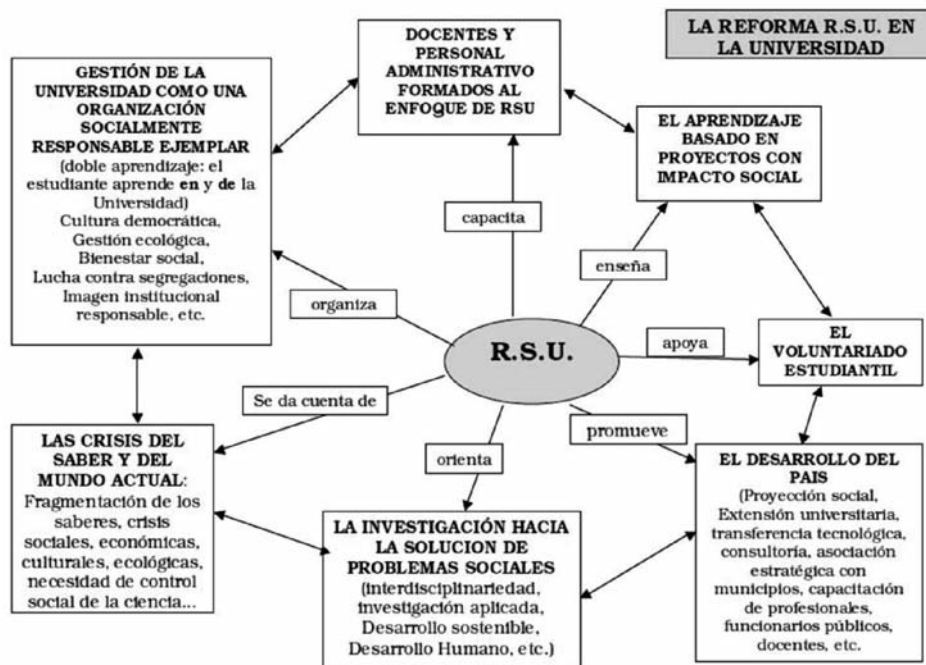 LA REFORMA R.S.U. EN
LA UNIVERSIDAD
DOCENTES Y
PERSONAL
ADMINISTRATIVO
FORMADOS AL
ENFOQUE DE RSU
GESTIÓN DE LA
UNIVERSIDAD COMO UNA
ORGANIZACIÓN
SOCIALMENTE
RESPONSABLE EJEMPLAR
(doble aprendizaje: el
estudiante aprende en y de la
Universidad)
Cultura democrática,
Gestión ecológica,
Bienestar social,
Lucha contra segregaciones,
Imagen institucional
responsable, etc.
EL APRENDIZAJE
BASADO EN
PROYECTOS CON
IMPACTO SOCIAL
capacita
enseña
organiza
R.S.U.
apoya
EL
VOLUNTARIADO
ESTUDIANTIL
Se da cuenta de
promueve
orienta
LAS CRISIS DEL
SABER Y DEL
MUNDO ACTUAL:
Fragmentación de los
saberes, crisis
sociales, económicas,
culturales, ecológicas,
necesidad de control
social de la ciencia...
LA INVESTIGACIÓN HACIA
LA SOLUCION DE
PROBLEMAS SOCIALES
(interdisciplinariedad,
investigación aplicada,
Desarrollo sostenible,
Desarrollo Humano, etc.)
EL DESARROLLO DEL
PAIS
(Proyección social,
Extensión universitaria,
transferencia tecnológica,
consultoría, asociación
estratégica con
municipios, capacitación
de profesionales,
funcionarios públicos,
docentes, etc.